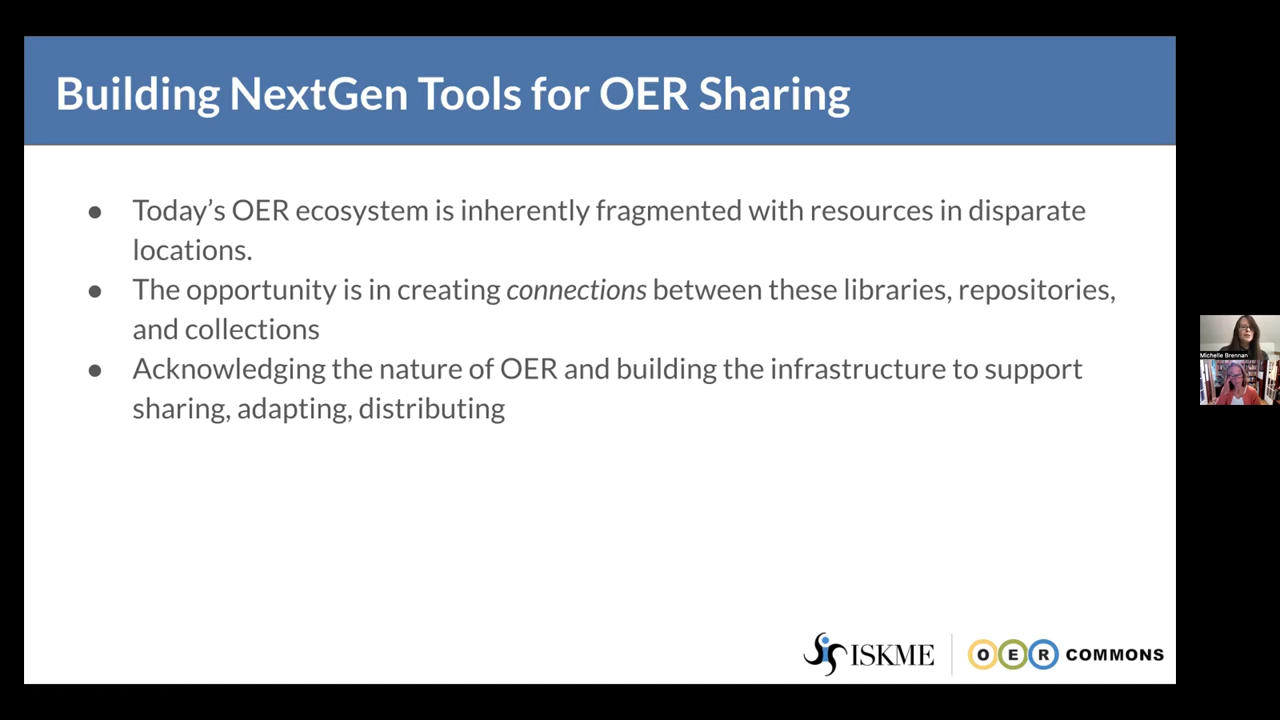 Building NextGen Tools for OER Sharing
● Today’s OER ecosystem is inherently fragmented with resources in disparate
locations.
● The opportunity is in creating connections between these libraries, repositories,
and collections
● Acknowledging the nature of OER and building the infrastructure to support
sharing, adapting, distributing
Michelle Brennan
ISKME
OER COMMONS